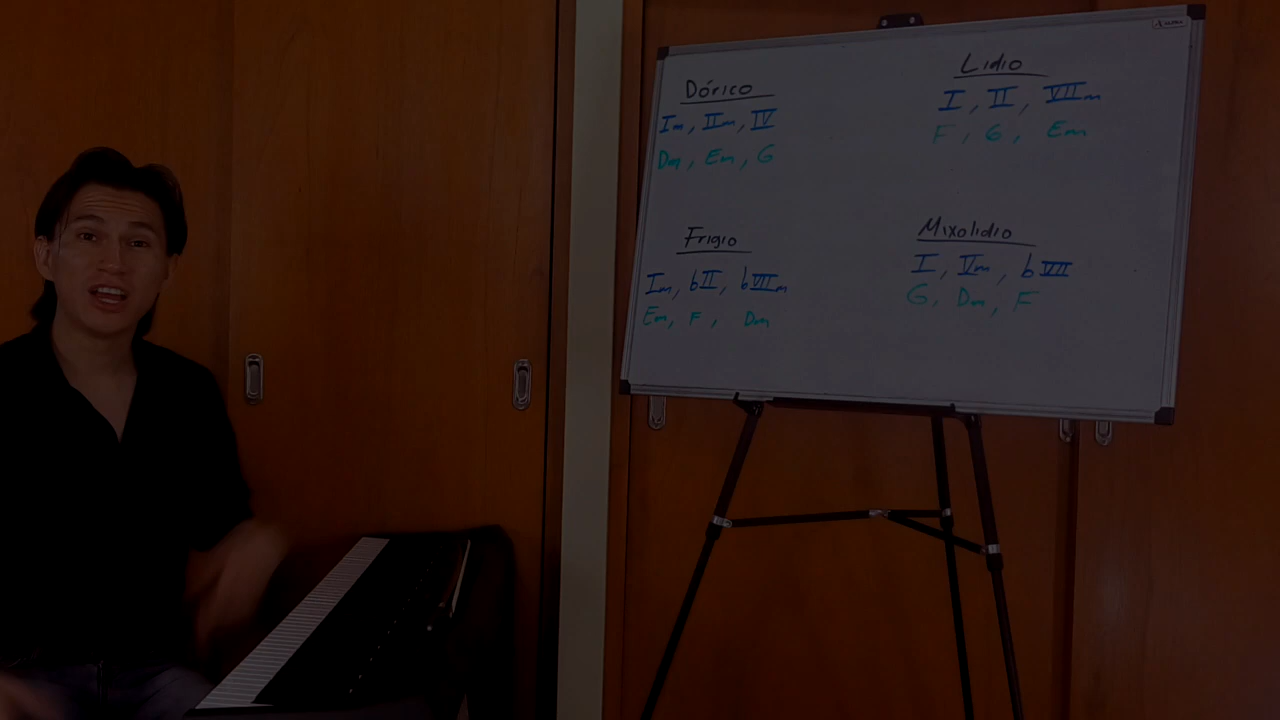 Dórico
Im, IIm, IV
Dm, Em, G
Lidio
I, II, VIIm
F, G, Em
Frigio
Im, bII, bVIIm
Em, F, Dm
Mixolidio
I, Vm, bVII
G, Dm, F